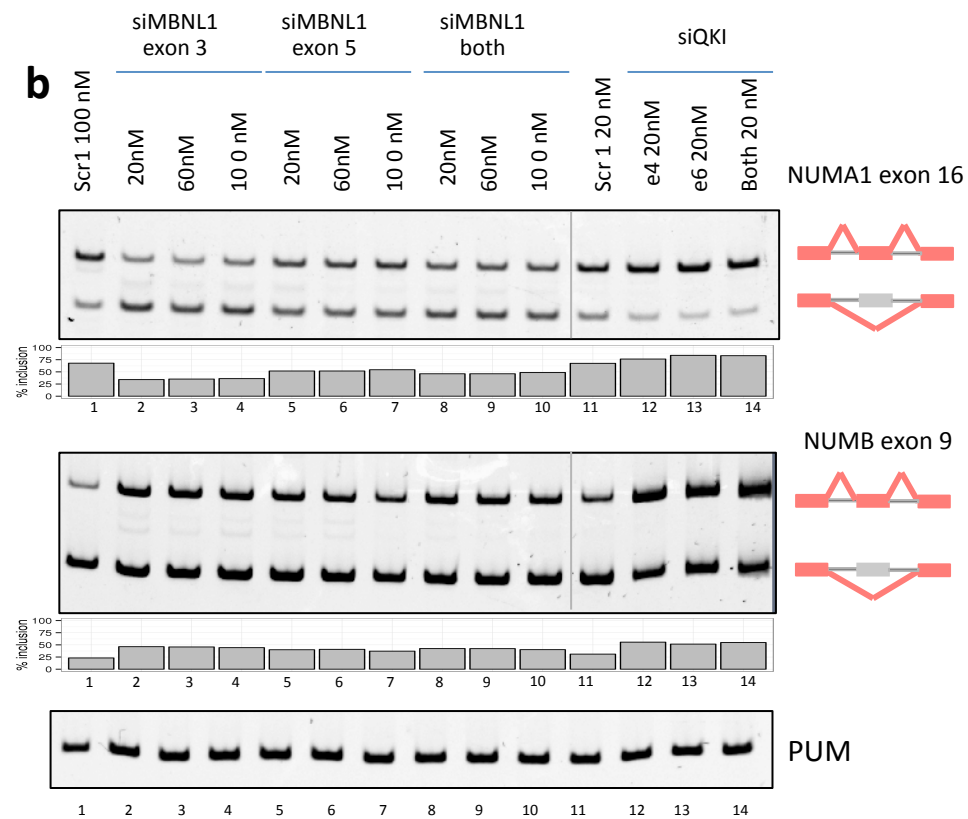 siMBNL1 exon 3
siMBNL1 exon 5
siMBNL1 both
siQKI
b
Scr1 100 nM
20nM
60nM
10 0 nM
20nM
60nM
10 0 nM
20nM
60nM
10 0 nM
Scr 1 20 nM
e4 20nM
e6 20nM
Both 20 nM
NUMA1 exon 16
% inclusion
100
75
50
25
0
1 2 3 4 5 6 7 8 9 10 11 12 13 14
NUMB exon 9
% inclusion
100
75
50
25
0
1 2 3 4 5 6 7 8 9 10 11 12 13 14
PUM
1 2 3 4 5 6 7 8 9 10 11 12 13 14